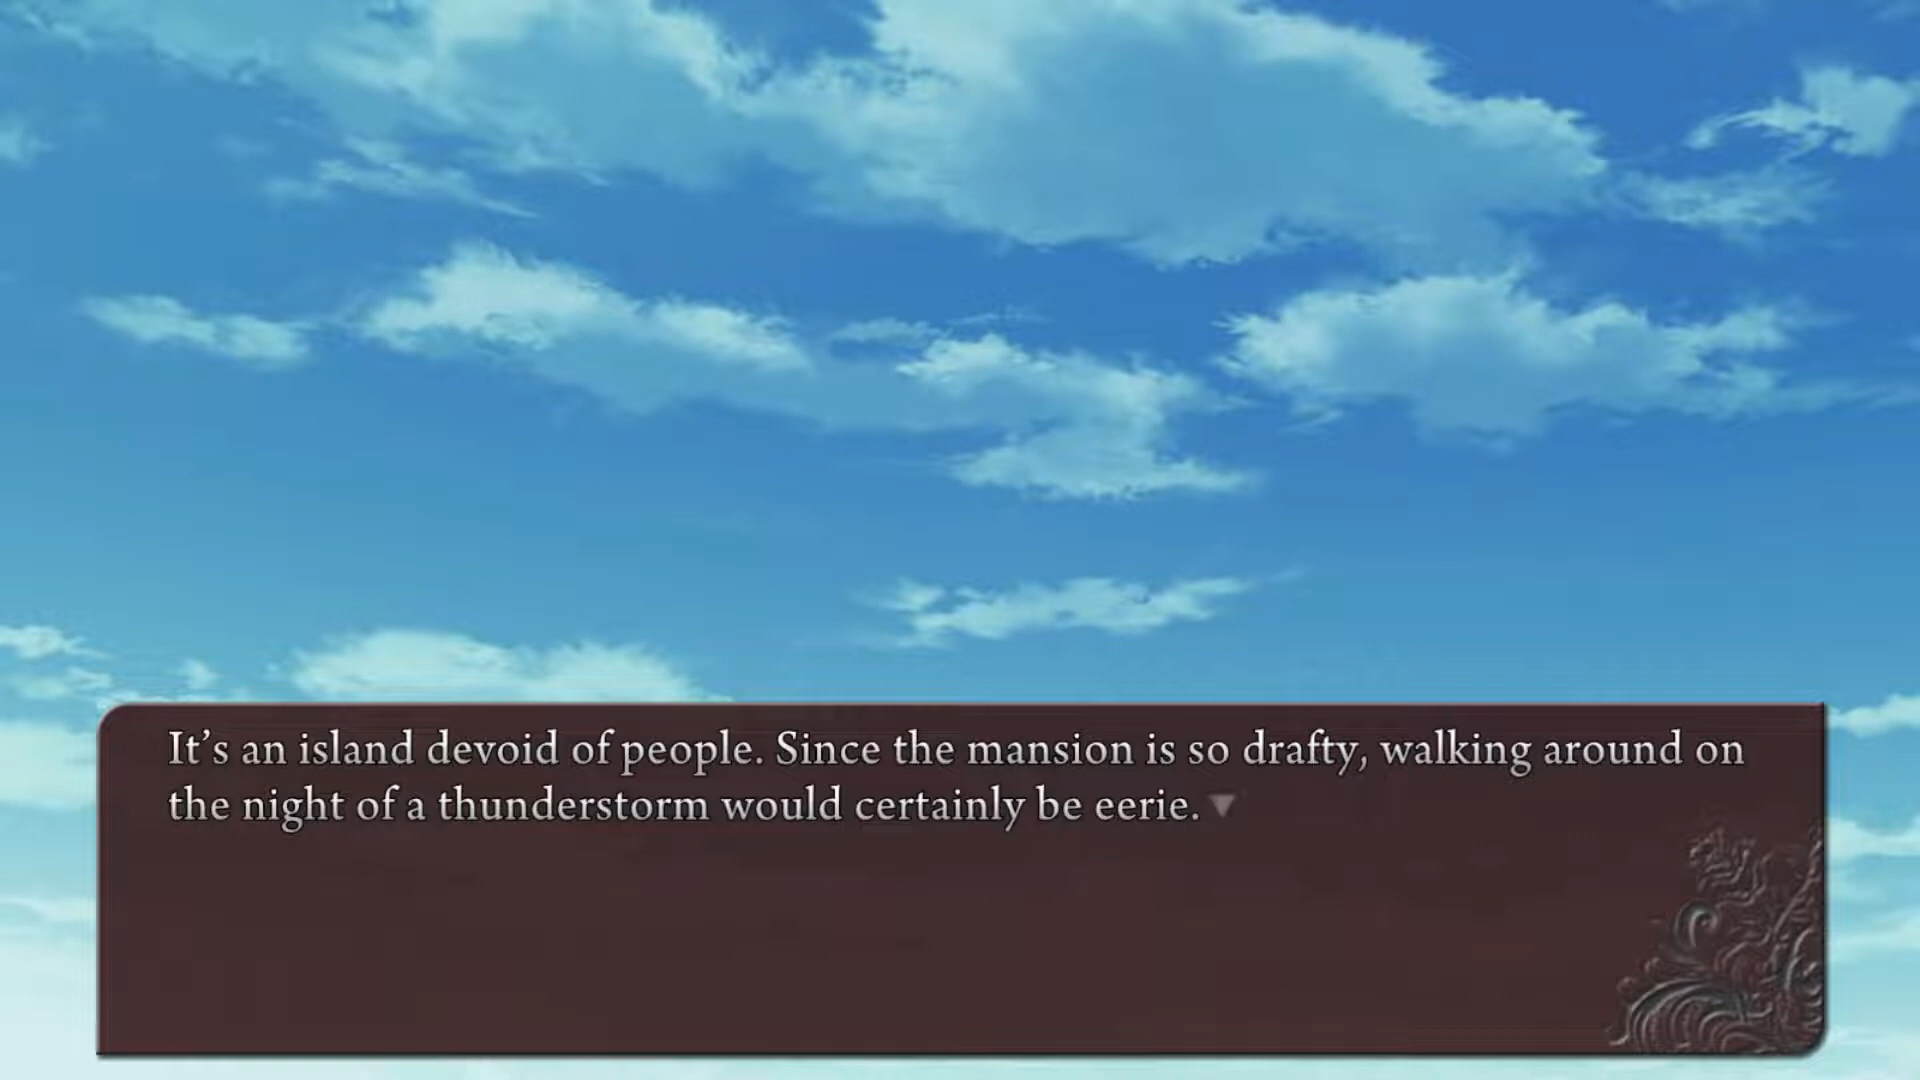 It’s an island devoid of people. Since the mansion is so drafty, walking around on
the night of a thunderstorm would certainly be eerie.